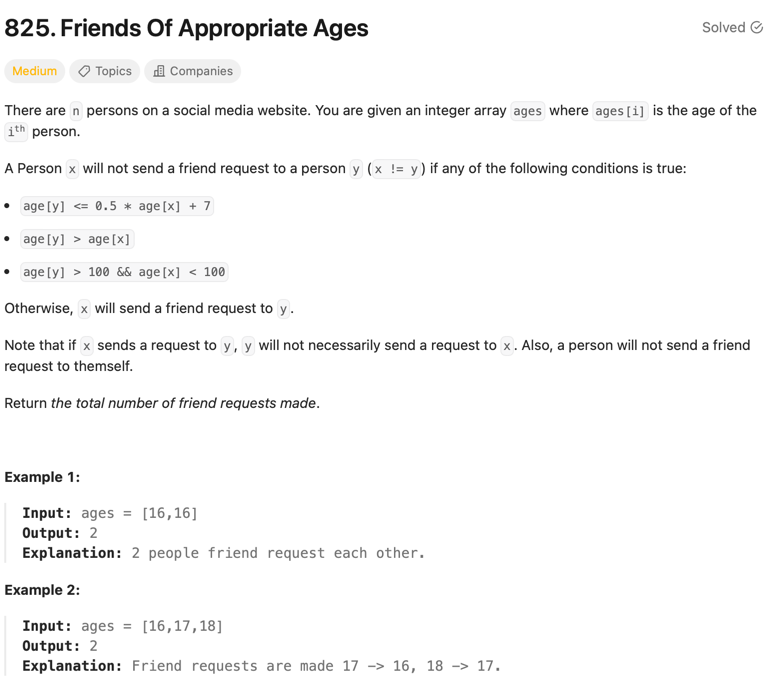 825. Friends Of Appropriate Ages
Solved
Medium Topics Companies
There are n persons on a social media website. You are given an integer array ages where ages[i] is the age of the
ith person.
A Person x will not send a friend request to a person y (x != y) if any of the following conditions is true:
• age[y] <= 0.5 * age[x] + 7
• age[y] > age[x]
• age[y] > 100 && age[x] < 100
Otherwise, x will send a friend request to y.
Note that if x sends a request to y, y will not necessarily send a request to x. Also, a person will not send a friend
request to themself.
Return the total number of friend requests made.
Example 1:
Input: ages = [16,16]
Output: 2
Explanation: 2 people friend request each other.
Example 2:
Input: ages = [16,17,18]
Output: 2
Explanation: Friend requests are made 17 -> 16, 18 -> 17.